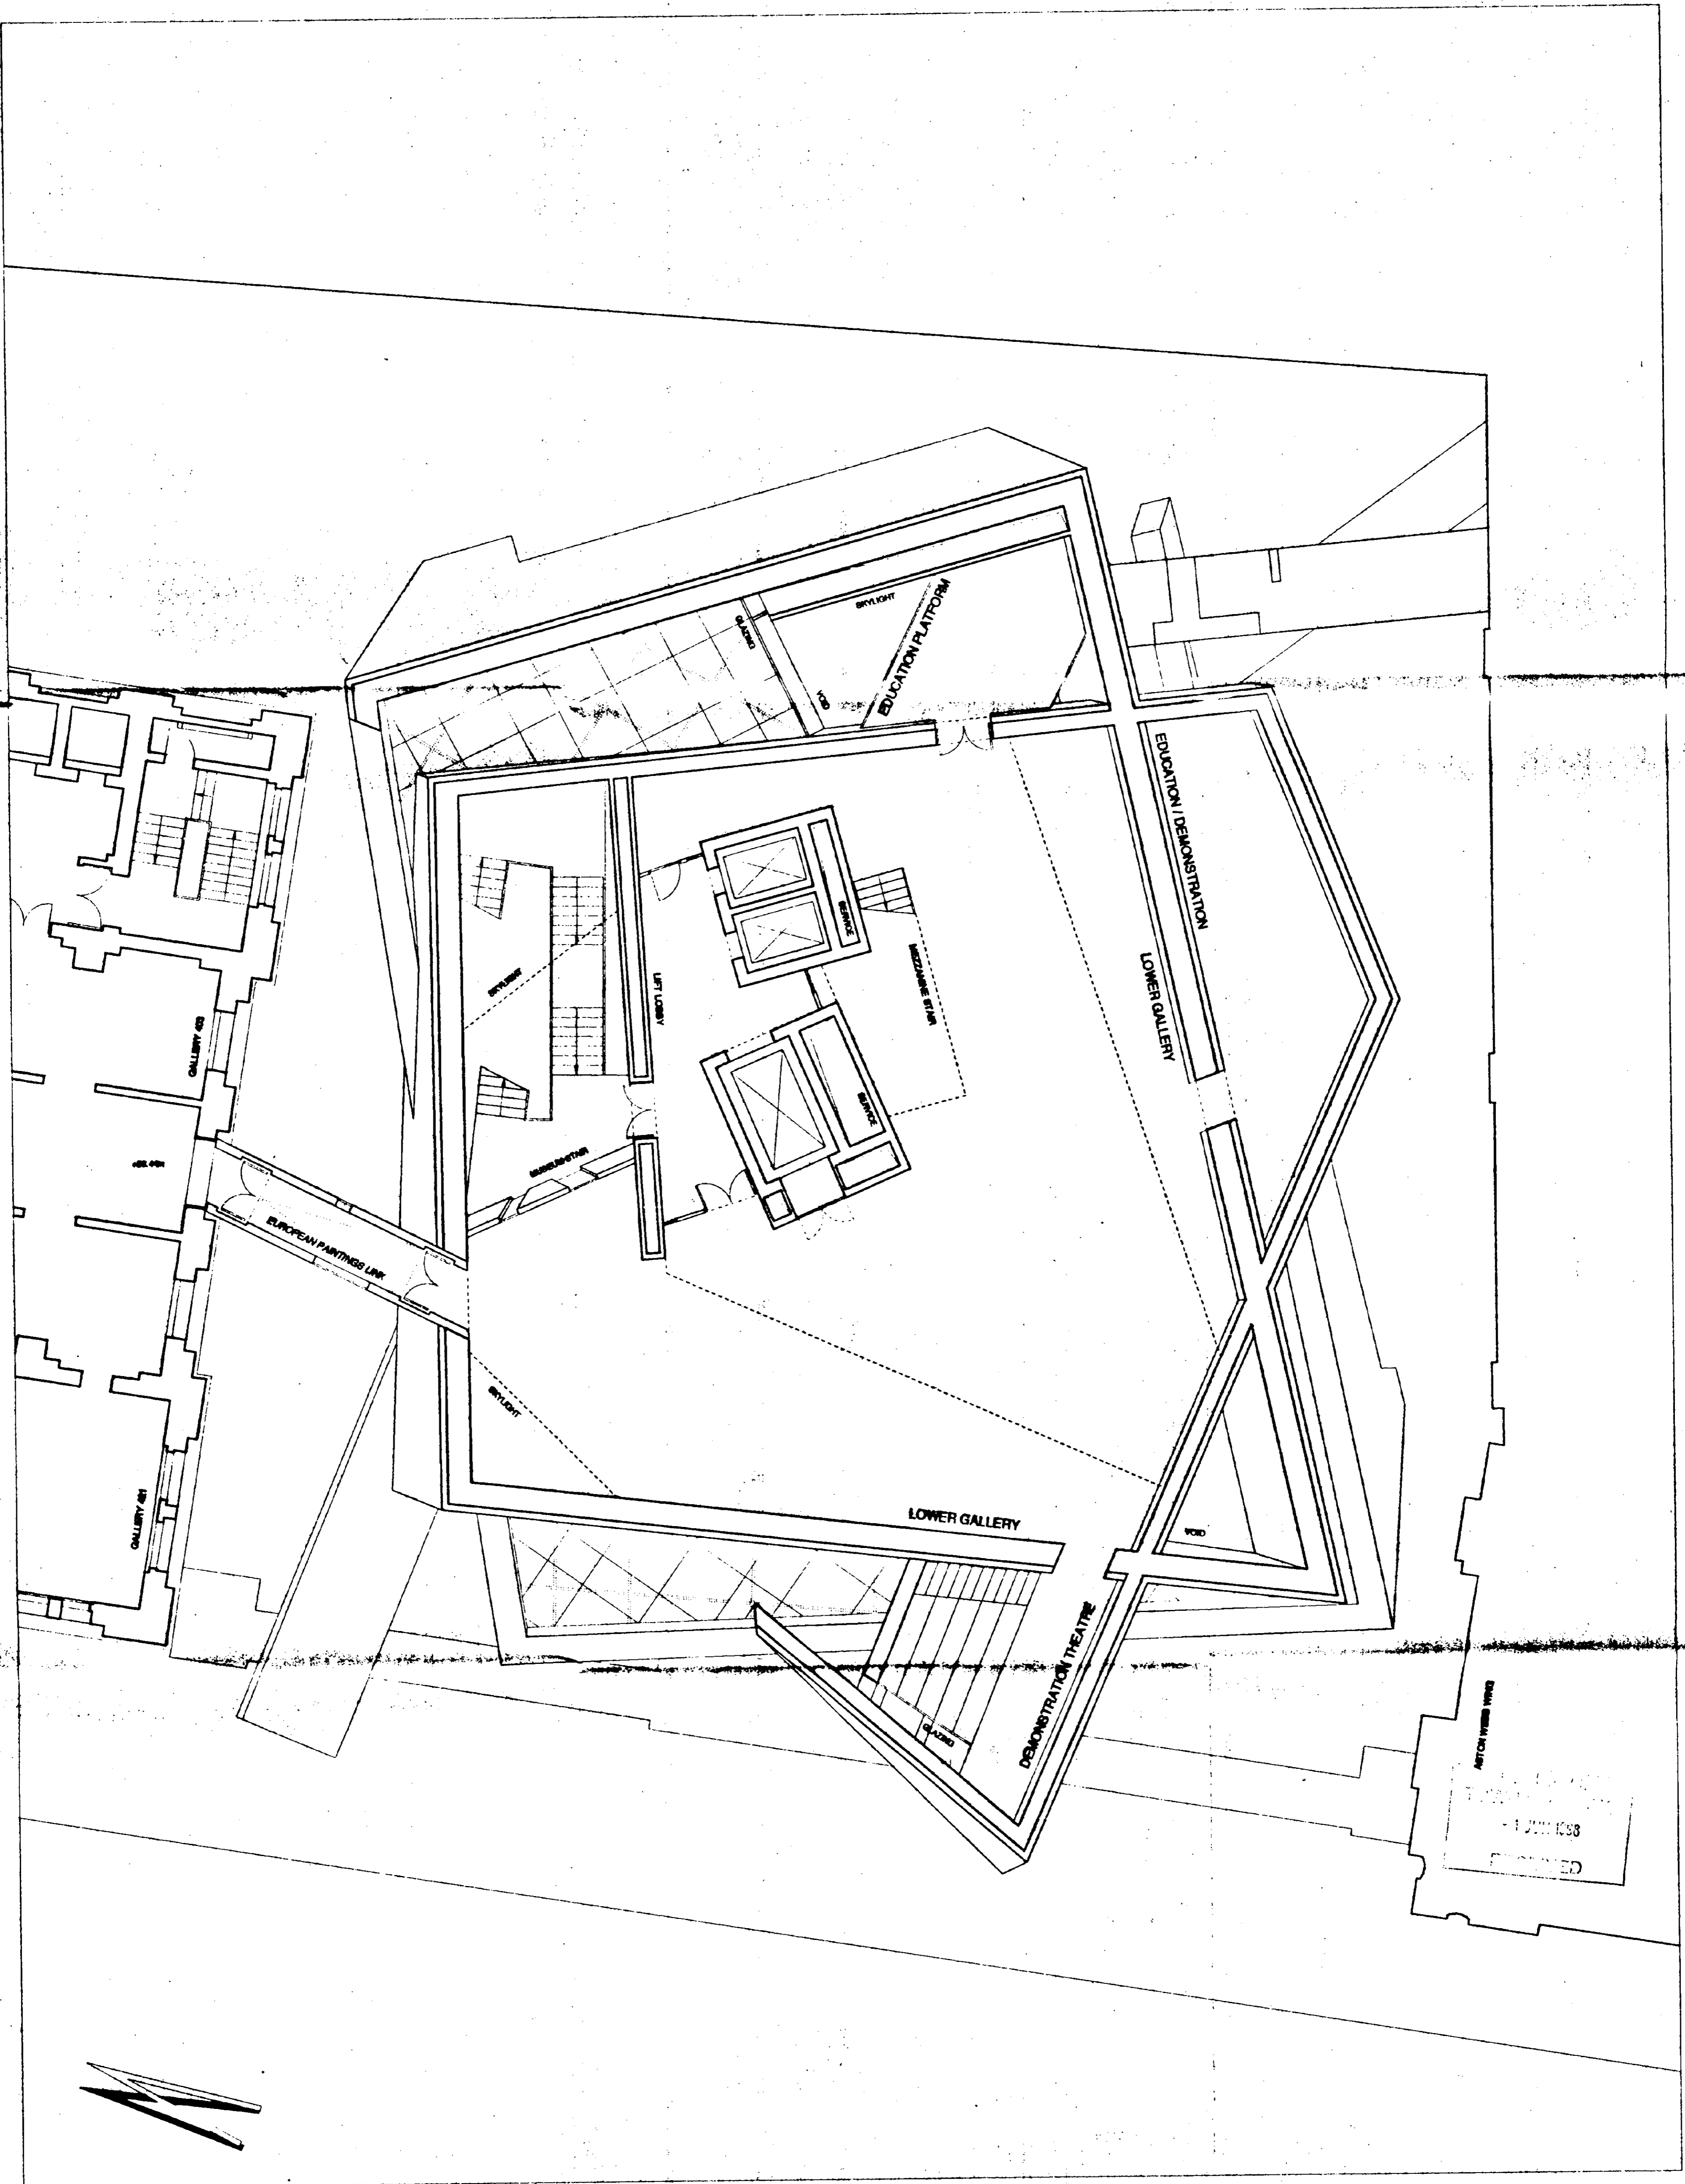 SKYLIGHT
EDUCATION PLATFORM
GLAZING
VOID
EDUCATION / DEMONSTRATION
SERVICE
MEZZANINE STAIR
LOWER GALLERY
SKYLIGHT
LIFT LOBBY
GALLERY 403
SERVICE
MUSEUM STAIR
EUROPEAN PAINTINGS LINK
SKYLIGHT
GALLERY 421
LOWER GALLERY
VOID
DEMONSTRATION THEATRE
GLAZING
ASTON WEBB WING